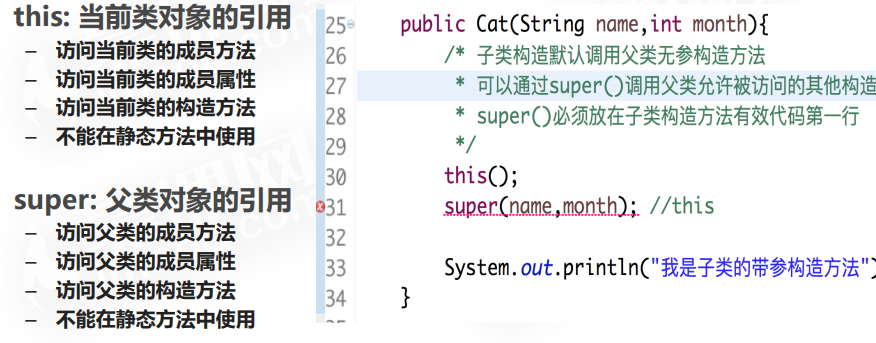 this: 当前类对象的引用
– 访问当前类的成员方法
– 访问当前类的成员属性
– 访问当前类的构造方法
– 不能在静态方法中使用
super: 父类对象的引用
– 访问父类的成员方法
– 访问父类的成员属性
– 访问父类的构造方法
– 不能在静态方法中使用
25 public Cat(String name,int month){
26 /* 子类构造默认调用父类无参构造方法
27 * 可以通过super()调用父类允许被访问的其他构造
28 * super()必须放在子类构造方法有效代码第一行
29 */
30 this();
31 super(name,month); //this
32
33 System.out.println("我是子类的带参构造方法")
34 }